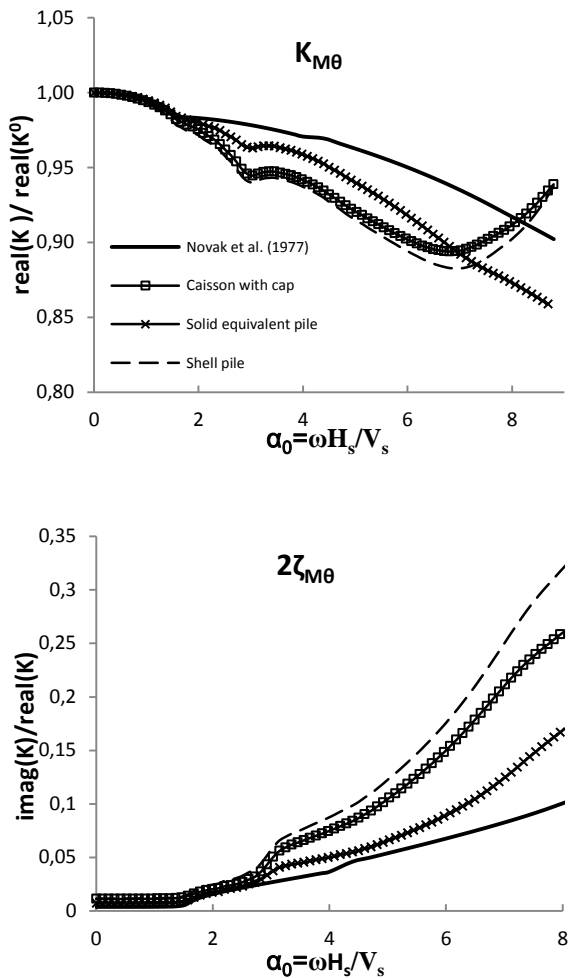 K_Mθ
real(K )/ real(K⁰)
1,05
1,00
0,95
0,90
0,85
0,80
Novak et al. (1977)
Caisson with cap
Solid equivalent pile
Shell pile
0 2 4 6 8
α₀=ωHₛ/Vₛ
2ζ_Mθ
imag(K)/real(K)
0,35
0,3
0,25
0,2
0,15
0,1
0,05
0
0 2 4 6 8
α₀=ωHₛ/Vₛ